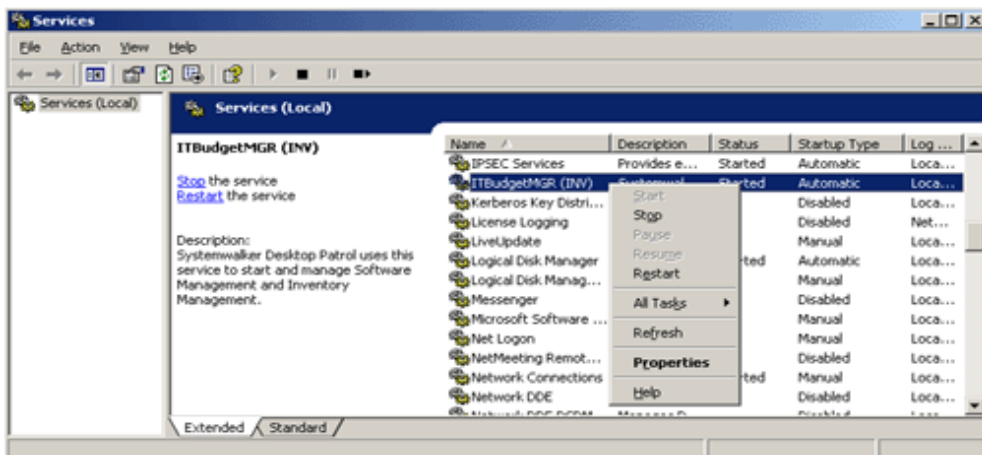 Services
File Action View Help
Services (Local)
Services (Local)
ITBudgetMGR (INV)
Stop the service
Restart the service
Description:
Systemwalker Desktop Patrol uses this
service to start and manage Software
Management and Inventory
Management.
Name Description Status Startup Type Log ...
IPSEC Services Provides e... Started Automatic Loca...
ITBudgetMGR (INV) Systemwal Started Automatic Loca...
Kerberos Key Distri... Disabled Loca...
License Logging Disabled Net...
LiveUpdate Manual Loca...
Logical Disk Manager rted Automatic Loca...
Logical Disk Manag... Manual Loca...
Messenger Disabled Loca...
Microsoft Software ... Manual Loca...
Net Logon Manual Loca...
NetMeeting Remot... Disabled Loca...
Network Connections rted Manual Loca...
Network DDE Disabled Loca...
Start
Stop
Pause
Resume
Restart
All Tasks
Refresh
Properties
Help
Extended Standard